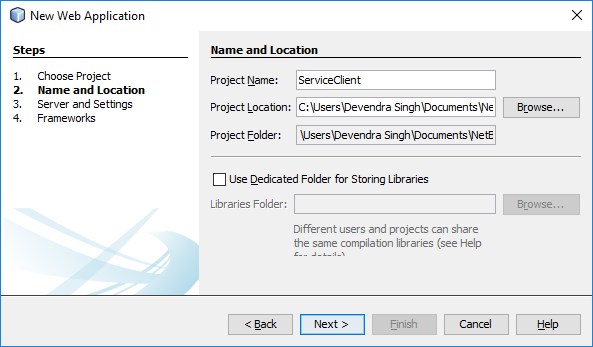 New Web Application
Steps
1. Choose Project
2. Name and Location
3. Server and Settings
4. Frameworks
Name and Location
Project Name: ServiceClient
Project Location: C:\Users\Devendra Singh\Documents\Ne Browse...
Project Folder: \Users\Devendra Singh\Documents\NetB
Use Dedicated Folder for Storing Libraries
Libraries Folder: Browse...
Different users and projects can share
the same compilation libraries (see Help
for details)
< Back Next > Finish Cancel Help